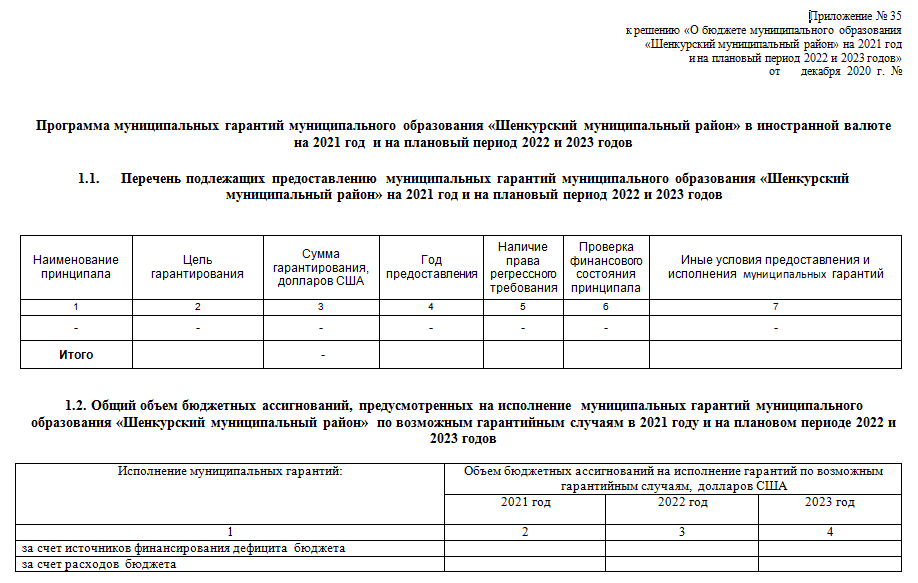 Приложение № 35
к решению «О бюджете муниципального образования
«Шенкурский муниципальный район» на 2021 год
и на плановый период 2022 и 2023 годов»
от декабря 2020 г. №
Программа муниципальных гарантий муниципального образования «Шенкурский муниципальный район» в иностранной валюте
на 2021 год и на плановый период 2022 и 2023 годов
1.1. Перечень подлежащих предоставлению муниципальных гарантий муниципального образования «Шенкурский
муниципальный район» на 2021 год и на плановый период 2022 и 2023 годов
Наименование
принципала
Цель
гарантирования
Сумма
гарантирования,
долларов США
Год
предоставления
Наличие
права
регрессного
требования
Проверка
финансового
состояния
принципала
Иные условия предоставления и
исполнения муниципальных гарантий
1 2 3 4 5 6 7
- - - - - - -
Итого -
1.2. Общий объем бюджетных ассигнований, предусмотренных на исполнение муниципальных гарантий муниципального
образования «Шенкурский муниципальный район» по возможным гарантийным случаям в 2021 году и на плановом периоде 2022 и
2023 годов
Исполнение муниципальных гарантий:
Объем бюджетных ассигнований на исполнение гарантий по возможным
гарантийным случаям, долларов США
2021 год 2022 год 2023 год
1 2 3 4
за счет источников финансирования дефицита бюджета
за счет расходов бюджета